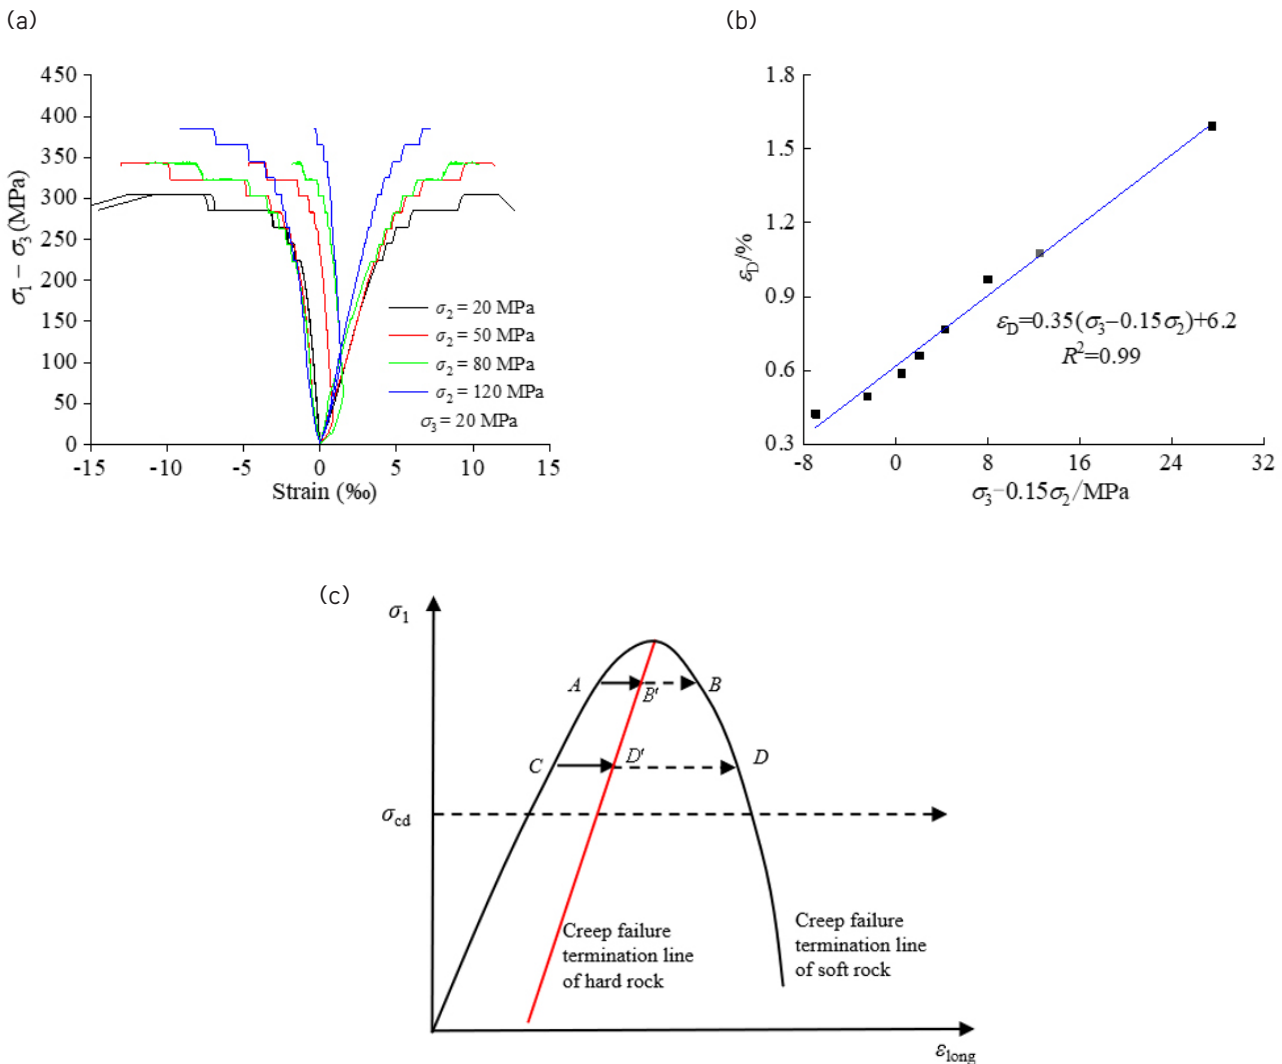 (a)
450
400
350
300
250
200
150
100
50
0
σ₁ − σ₃ (MPa)
σ₂ = 20 MPa
σ₂ = 50 MPa
σ₂ = 80 MPa
σ₂ = 120 MPa
σ₃ = 20 MPa
-15 -10 -5 0 5 10 15
Strain (‰)
(b)
1.8
1.5
1.2
0.9
0.6
0.3
ε_D/%
ε_D=0.35(σ₃−0.15σ₂)+6.2
R²=0.99
-8 0 8 16 24 32
σ₃−0.15σ₂/MPa
(c)
σ₁
A
B′
B
C
D′
D
σ_cd
Creep failure
termination line
of hard rock
Creep failure
termination line
of soft rock
ε_long